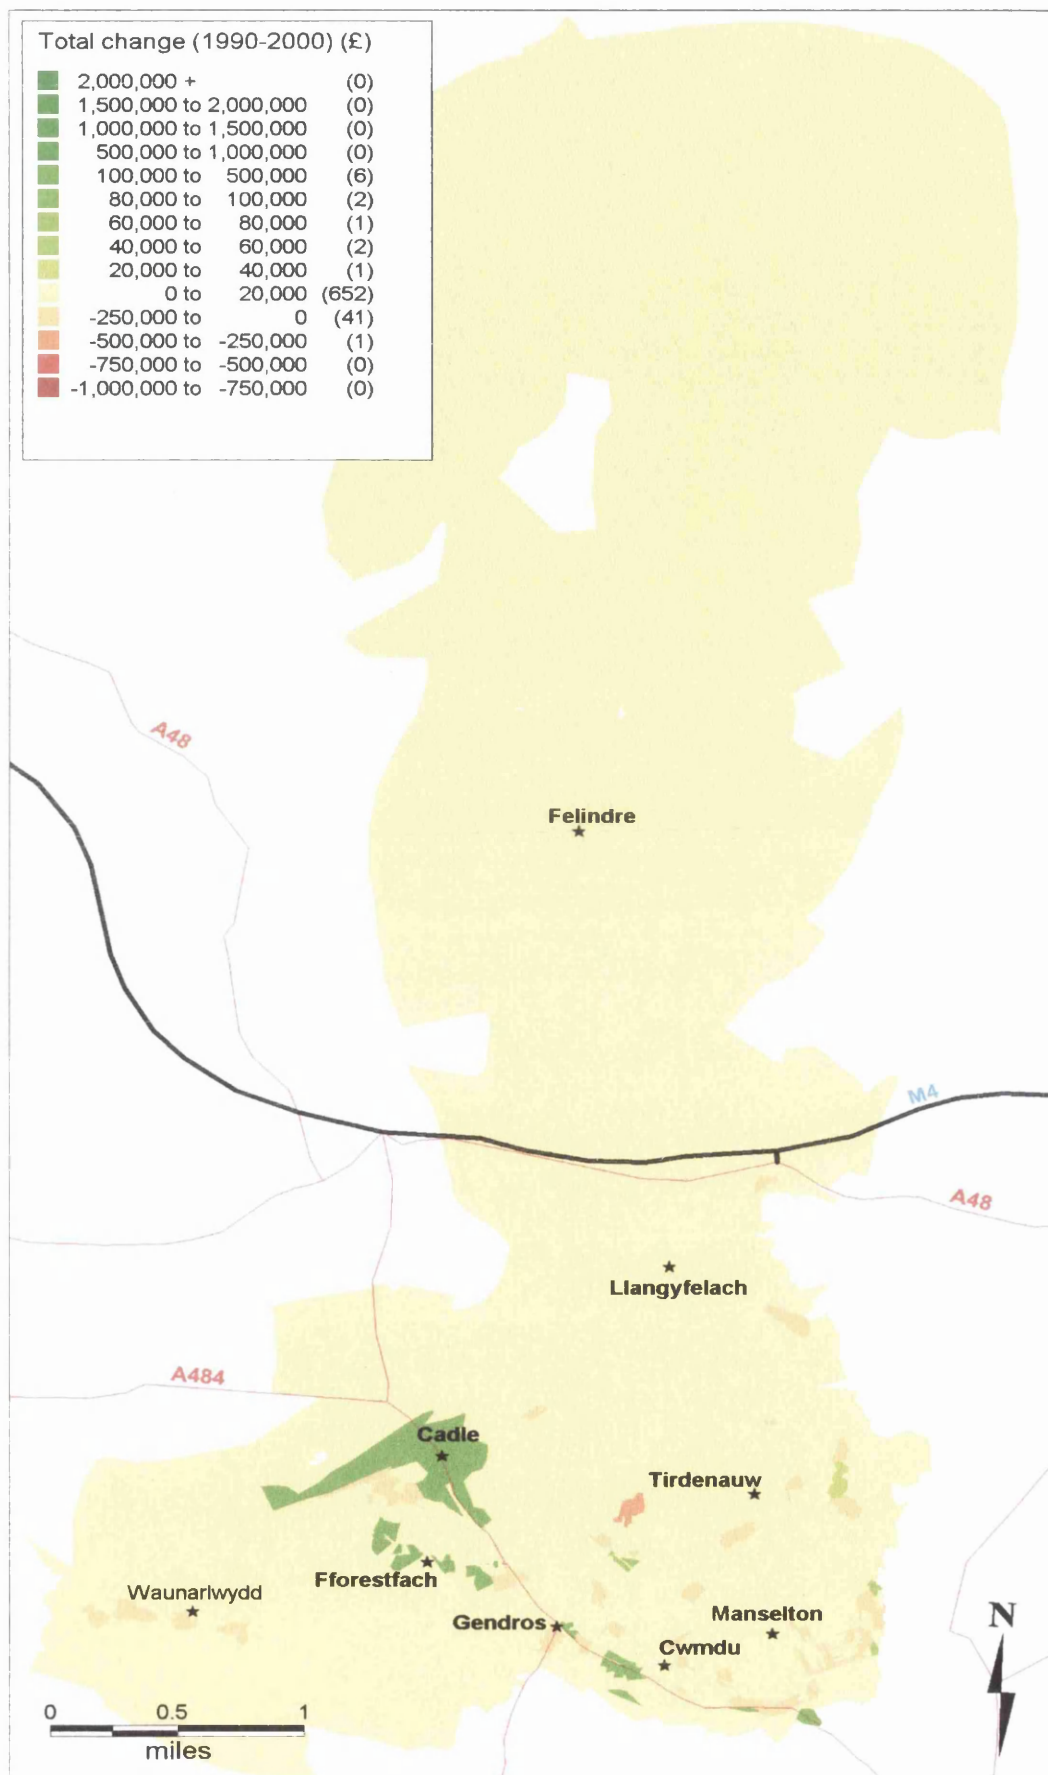 Total change (1990-2000) (£)
2,000,000 + (0)
1,500,000 to 2,000,000 (0)
1,000,000 to 1,500,000 (0)
500,000 to 1,000,000 (0)
100,000 to 500,000 (6)
80,000 to 100,000 (2)
60,000 to 80,000 (1)
40,000 to 60,000 (2)
20,000 to 40,000 (1)
0 to 20,000 (652)
-250,000 to 0 (41)
-500,000 to -250,000 (1)
-750,000 to -500,000 (0)
-1,000,000 to -750,000 (0)
A48
Felindre
M4
A48
Llangyfelach
A484
Cadle
Tirdenauw
Fforestfach
Waunarlwydd
Gendros
Manselton
N
Cwmdu
0 0.5 1
miles